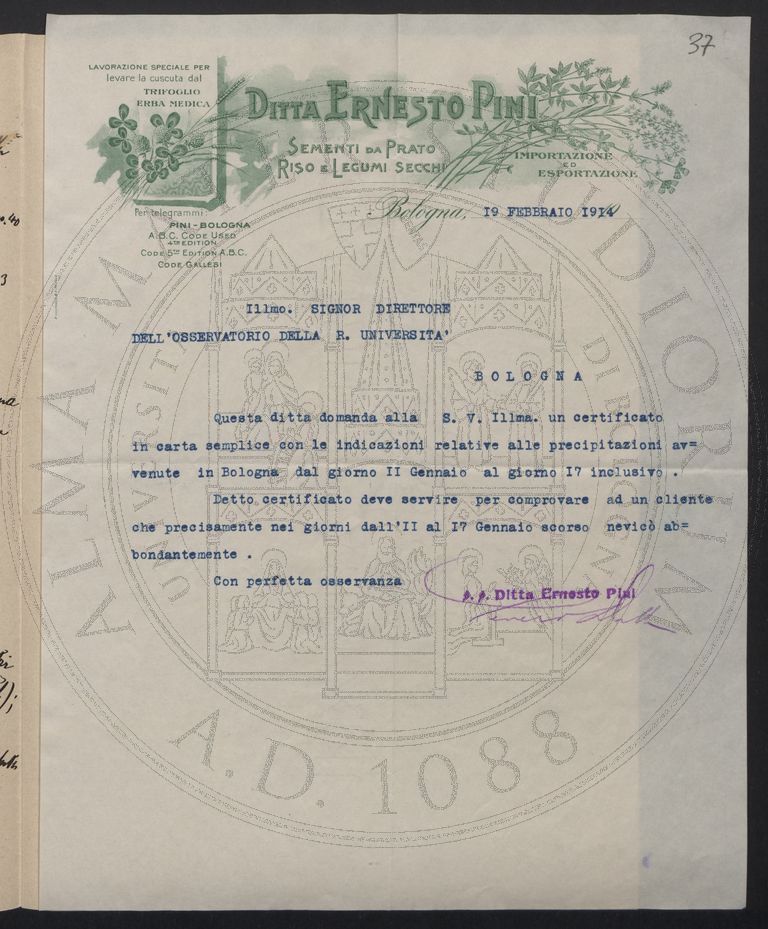 37
LAVORAZIONE SPECIALE PER
levare la cuscuta dal
TRIFOGLIO
ERBA MEDICA
DITTA ERNESTO PINI
SEMENTI DA PRATO
RISO E LEGUMI SECCHI
IMPORTAZIONE
ED
ESPORTAZIONE
Per telegrammi:
PINI-BOLOGNA
A.B.C. CODE USED
4TH EDITION
CODE 5TH EDITION A.B.C.
CODE GALLESI
Bologna, 19 FEBBRAIO 1914
Illmo. SIGNOR DIRETTORE
DELL'OSSERVATORIO DELLA R. UNIVERSITA'
BOLOGNA
Questa ditta domanda alla S. V. Illma. un certificato
in carta semplice con le indicazioni relative alle precipitazioni av=
venute in Bologna dal giorno II Gennaio al giorno I7 inclusivo .
Detto certificato deve servire per comprovare ad un cliente
che precisamente nei giorni dall'II al I7 Gennaio scorso nevicò ab=
bondantemente .
Con perfetta osservanza
p. p. Ditta Ernesto Pini
ALMA MATER STUDIORUM
UNIVERSITÀ DI BOLOGNA
A.D. 1088